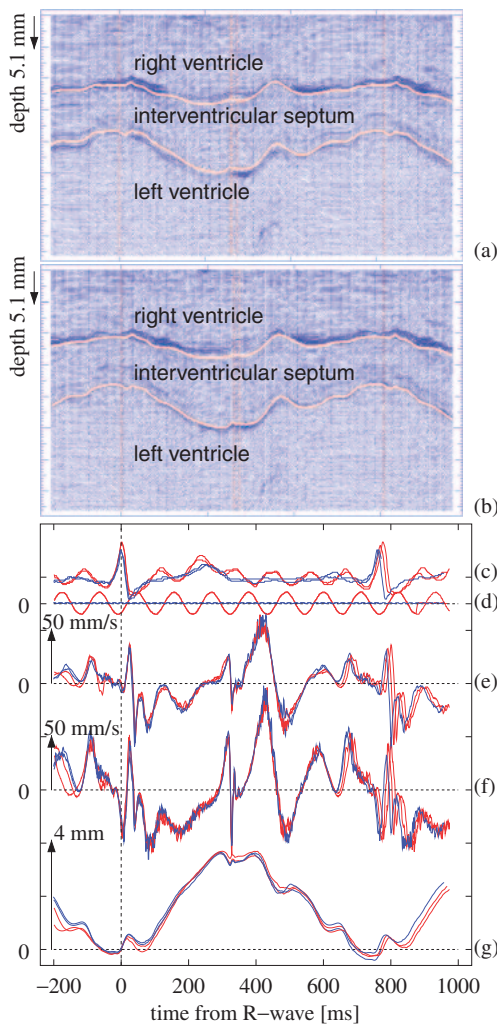 depth 5.1 mm
right ventricle
interventricular septum
left ventricle
(a)
depth 5.1 mm
right ventricle
interventricular septum
left ventricle
(b)
(c)
0
(d)
50 mm/s
0
(e)
50 mm/s
0
(f)
4 mm
0
(g)
−200 0 200 400 600 800 1000
time from R−wave [ms]